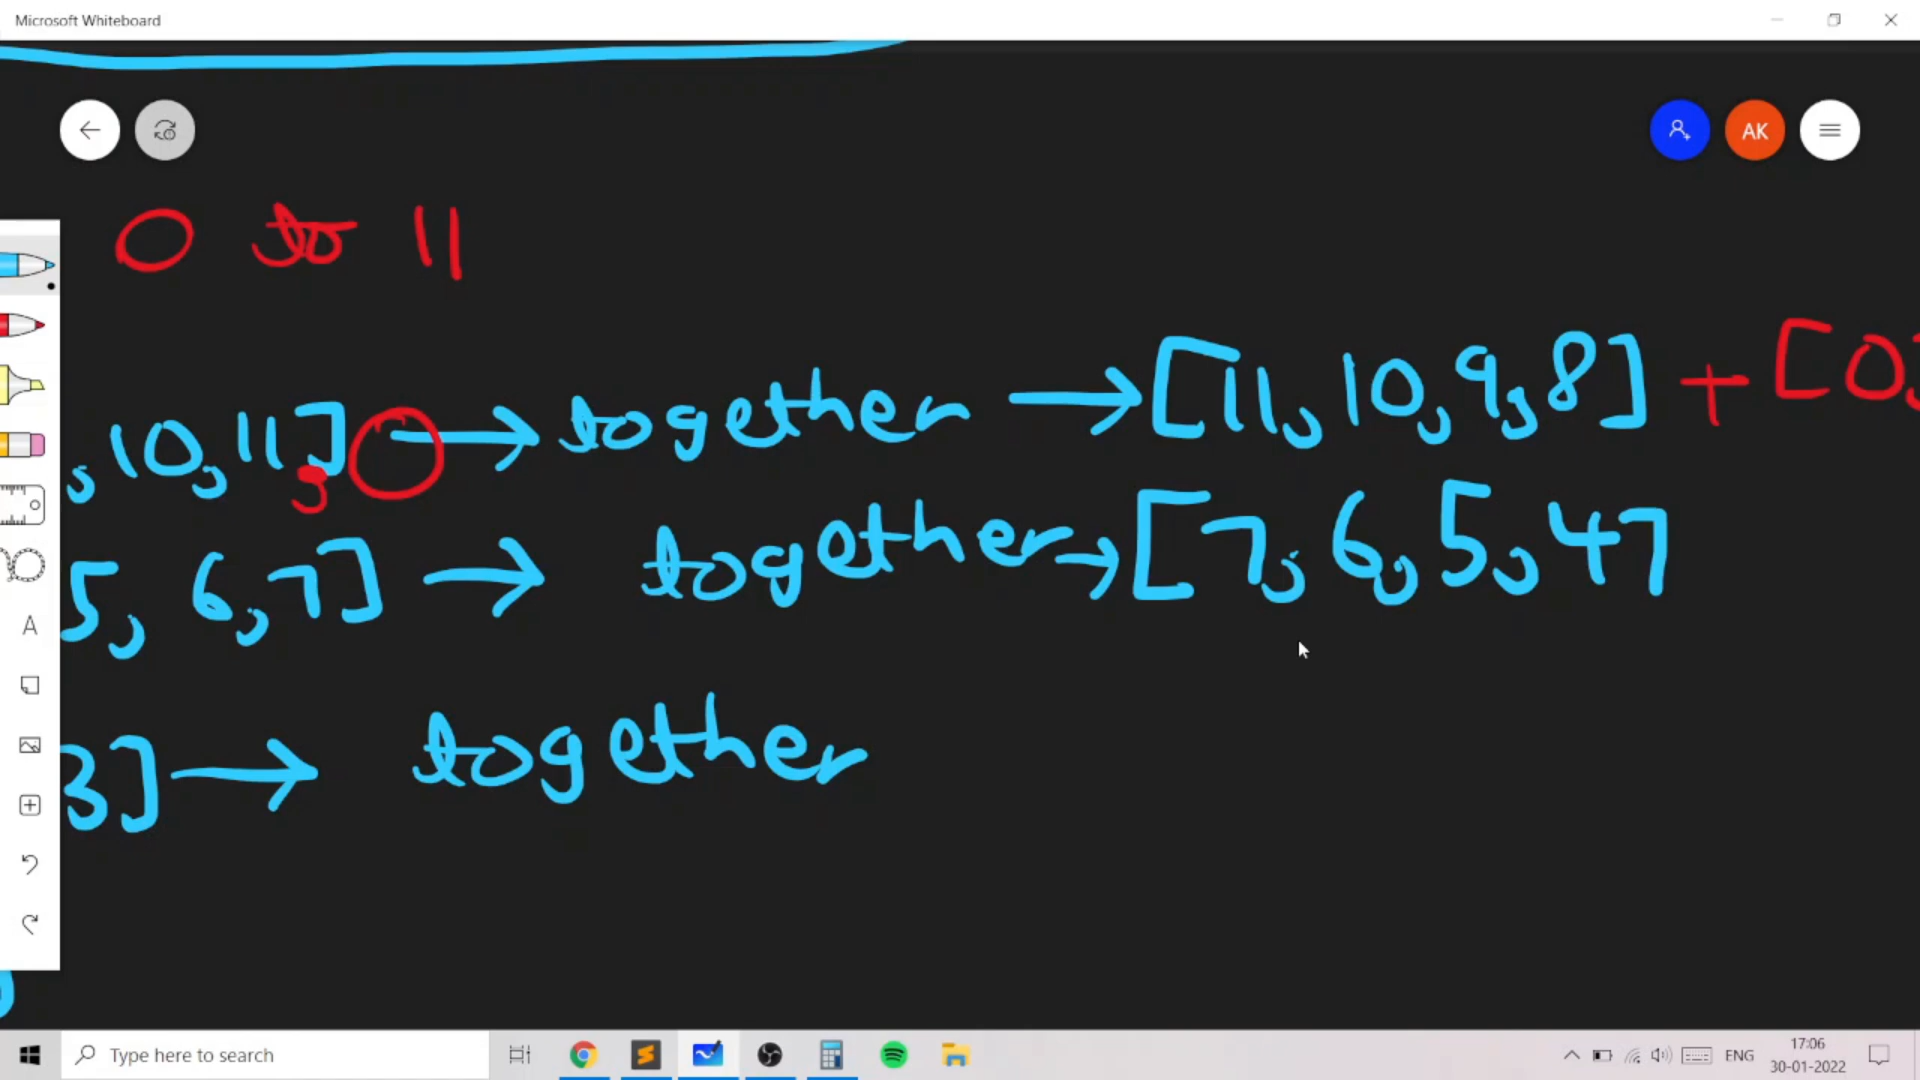 Microsoft Whiteboard
AK
0 to 11
, 10, 11], → together → [11, 10, 9, 8] + [0,
5, 6, 7] → together → [7, 6, 5, 4]
3] → together
A
Type here to search
ENG
17:06
30-01-2022